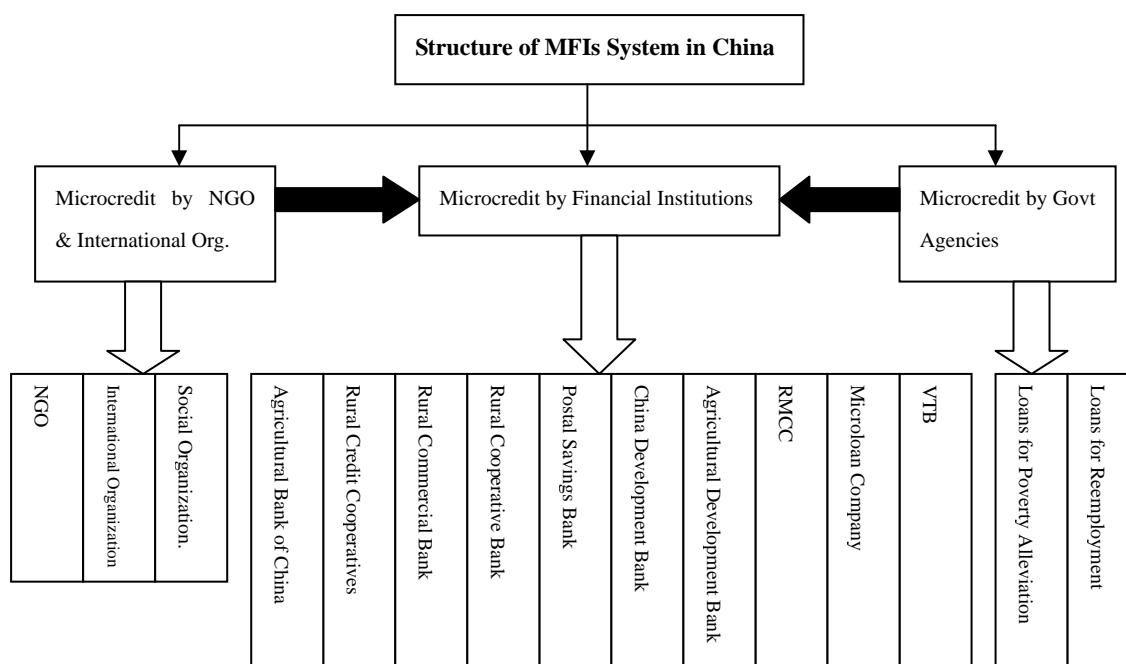 Structure of MFIs System in China
Microcredit by NGO
& International Org.
Microcredit by Financial Institutions
Microcredit by Govt
Agencies
NGO
International Organization
Social Organization.
Agricultural Bank of China
Rural Credit Cooperatives
Rural Commercial Bank
Rural Cooperative Bank
Postal Savings Bank
China Development Bank
Agricultural Development Bank
RMCC
Microloan Company
VTB
Loans for Poverty Alleviation
Loans for Reemployment